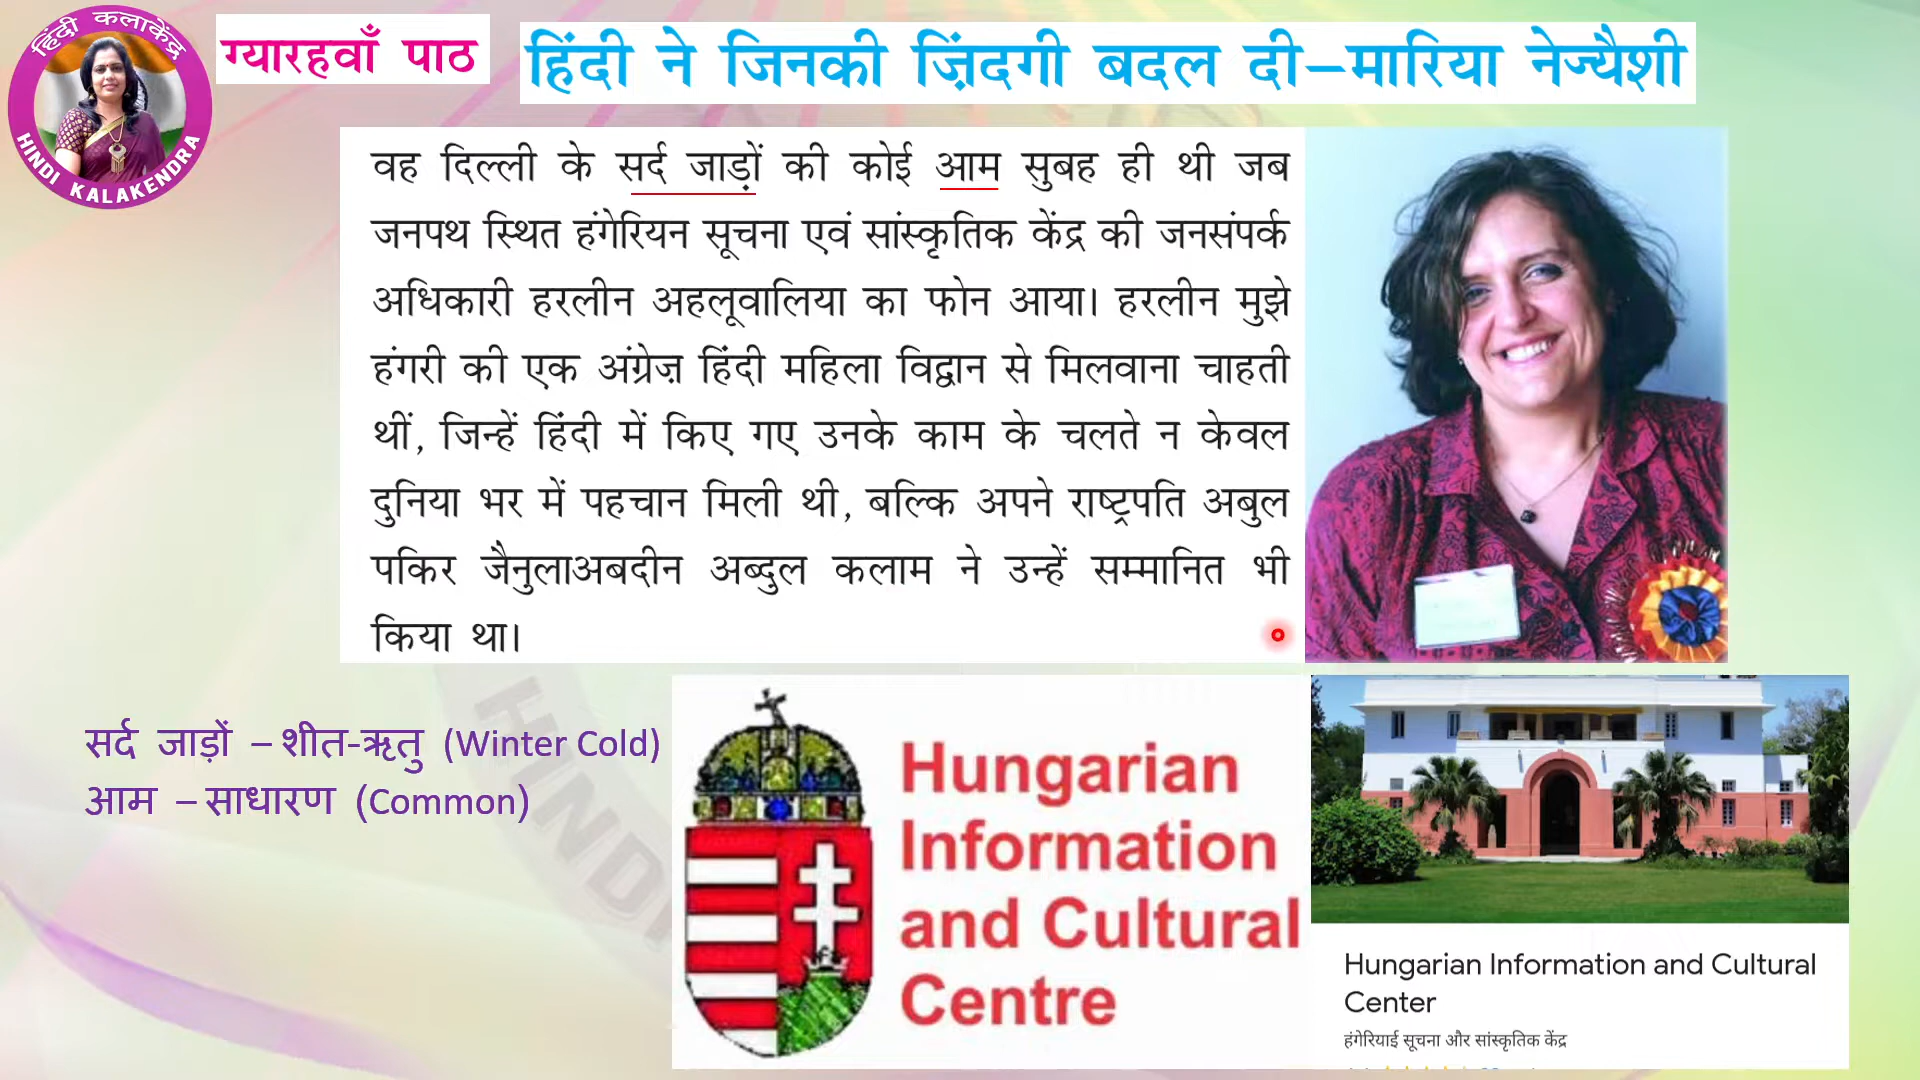 हिंदी कलाकेंद्र
HINDI KALAKENDRA
ग्यारहवाँ पाठ
हिंदी ने जिनकी ज़िंदगी बदल दी–मारिया नेज्यैशी
वह दिल्ली के सर्द जाड़ों की कोई आम सुबह ही थी जब
जनपथ स्थित हंगेरियन सूचना एवं सांस्कृतिक केंद्र की जनसंपर्क
अधिकारी हरलीन अहलूवालिया का फोन आया। हरलीन मुझे
हंगरी की एक अंग्रेज़ हिंदी महिला विद्वान से मिलवाना चाहती
थीं, जिन्हें हिंदी में किए गए उनके काम के चलते न केवल
दुनिया भर में पहचान मिली थी, बल्कि अपने राष्ट्रपति अबुल
पकिर जैनुलाअबदीन अब्दुल कलाम ने उन्हें सम्मानित भी
किया था।
सर्द जाड़ों – शीत-ऋतु (Winter Cold)
आम – साधारण (Common)
Hungarian
Information
and Cultural
Centre
Hungarian Information and Cultural
Center
हंगेरियाई सूचना और सांस्कृतिक केंद्र